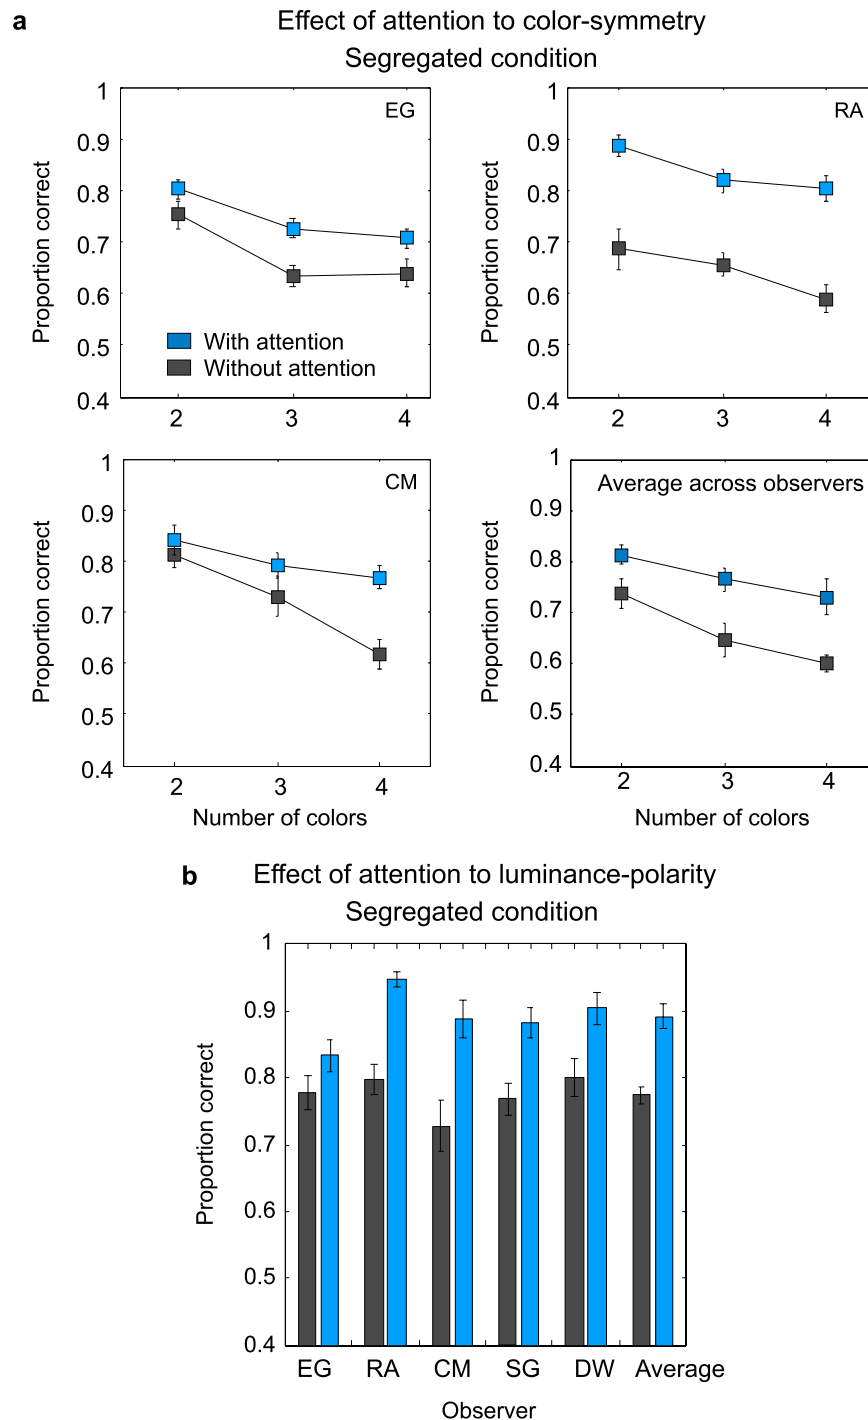 a
Effect of attention to color-symmetry
Segregated condition
EG
Proportion correct
1
0.9
0.8
0.7
0.6
0.5
0.4
With attention
Without attention
2 3 4
RA
Proportion correct
1
0.9
0.8
0.7
0.6
0.5
0.4
2 3 4
CM
Proportion correct
1
0.9
0.8
0.7
0.6
0.5
0.4
2 3 4
Number of colors
Average across observers
Proportion correct
1
0.9
0.8
0.7
0.6
0.5
0.4
2 3 4
Number of colors
b
Effect of attention to luminance-polarity
Segregated condition
Proportion correct
1
0.9
0.8
0.7
0.6
0.5
0.4
EG RA CM SG DW Average
Observer